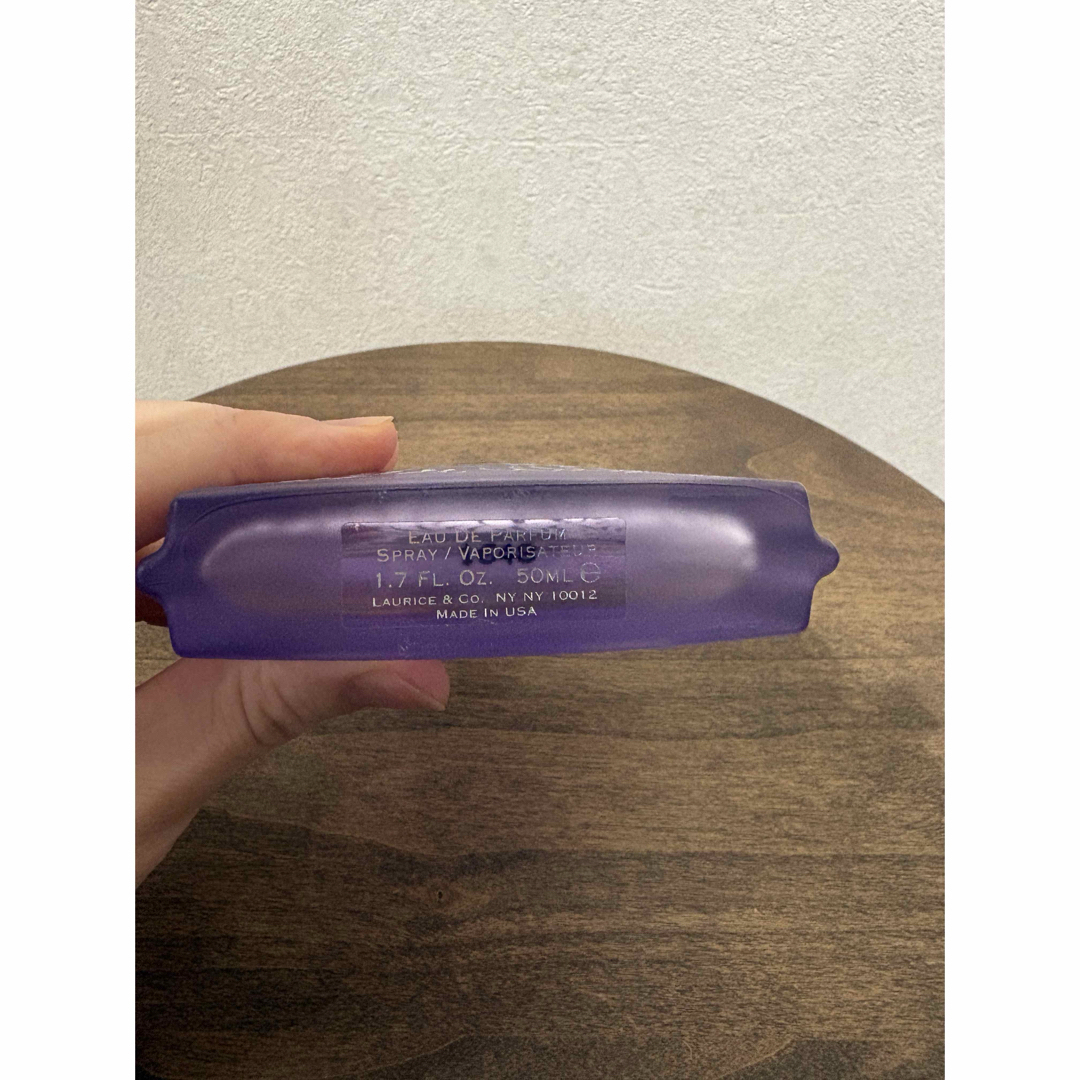 EAU DE PARFUM
SPRAY / VAPORISATEUR
1.7 FL. OZ. 50ML ℮
LAURICE & CO. NY NY 10012
MADE IN USA